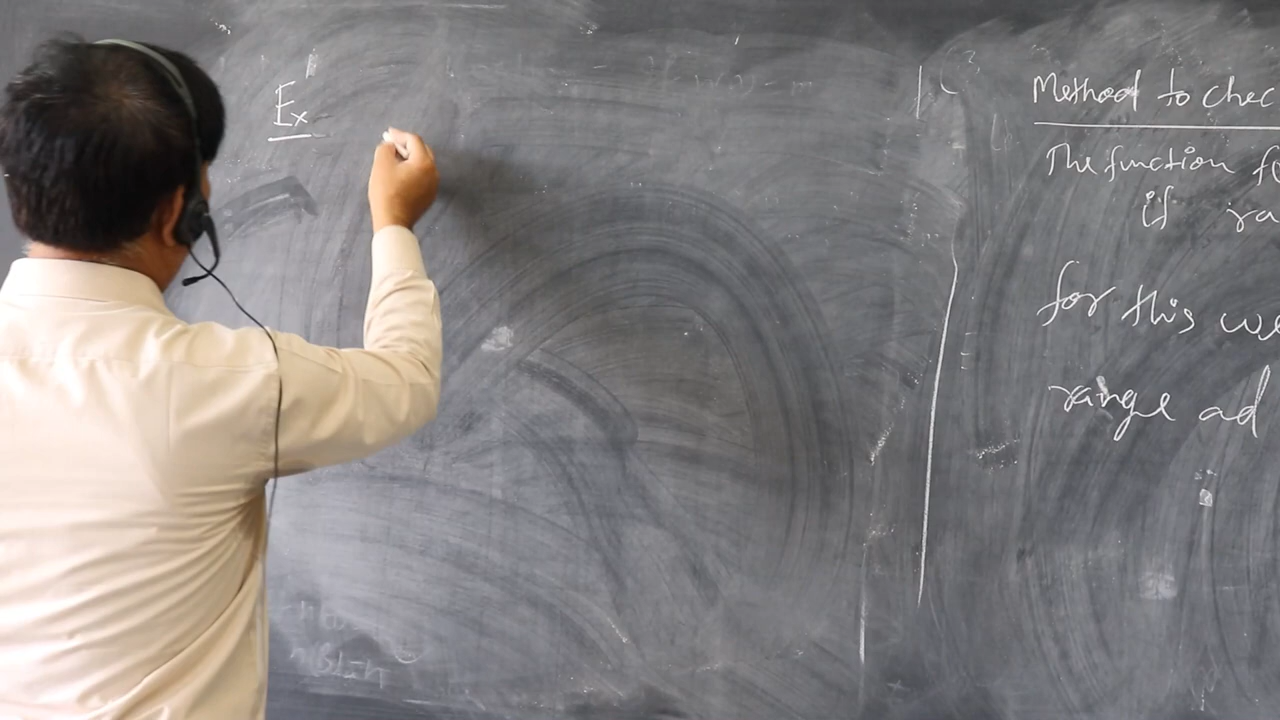 Ex
Method to chec
The function f(
if ra
for this we
range ad